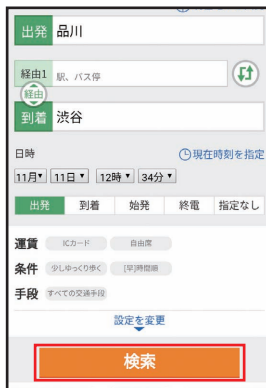 出発 品川
経由1 駅、バス停
経由
到着 渋谷
日時 現在時刻を指定
11月▼ 11日▼ 12時▼ 34分▼
出発 到着 始発 終電 指定なし
運賃 ICカード 自由席
条件 少しゆっくり歩く [早]時間順
手段 すべての交通手段
設定を変更
検索